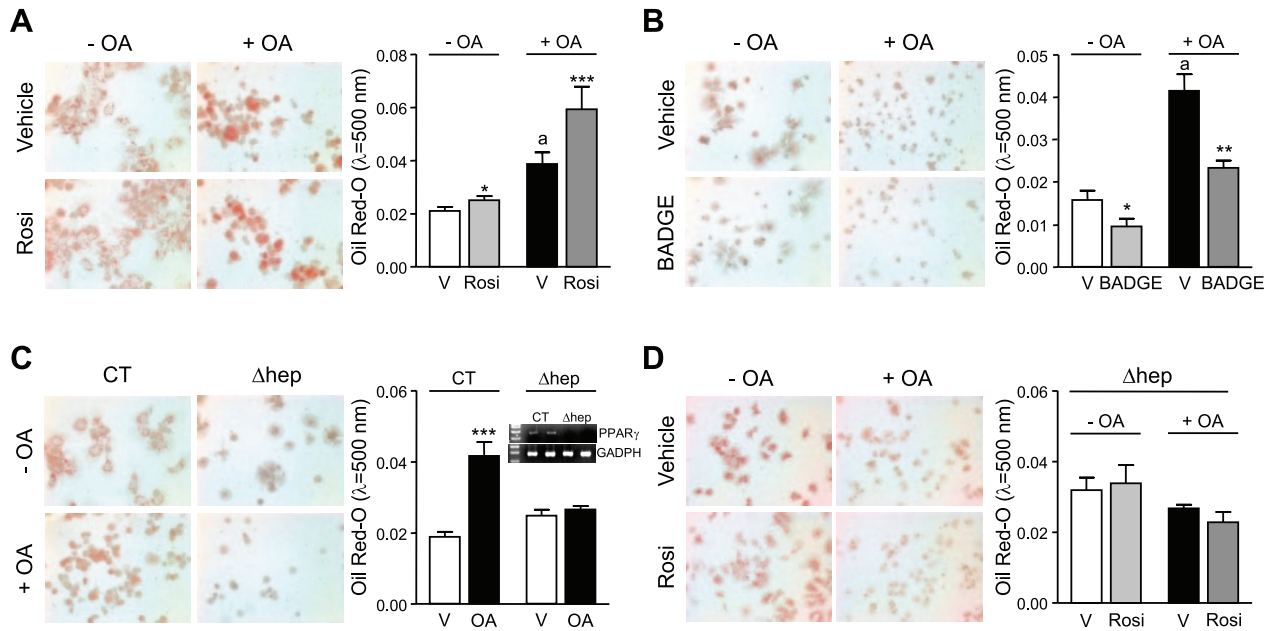 A
- OA
+ OA
Vehicle
Rosi
Oil Red-O (λ=500 nm)
0.08
0.06
0.04
0.02
0.00
- OA
+ OA
*
a
***
V
Rosi
V
Rosi
B
- OA
+ OA
Vehicle
BADGE
Oil Red-O (λ=500 nm)
0.05
0.04
0.03
0.02
0.01
0.00
- OA
+ OA
*
a
**
V
BADGE
V
BADGE
C
CT
Δhep
- OA
+ OA
Oil Red-O (λ=500 nm)
0.06
0.04
0.02
0.00
CT
Δhep
***
CT
Δhep
PPARγ
GADPH
V
OA
V
OA
D
- OA
+ OA
Vehicle
Rosi
Oil Red-O (λ=500 nm)
0.06
0.04
0.02
0.00
Δhep
- OA
+ OA
V
Rosi
V
Rosi